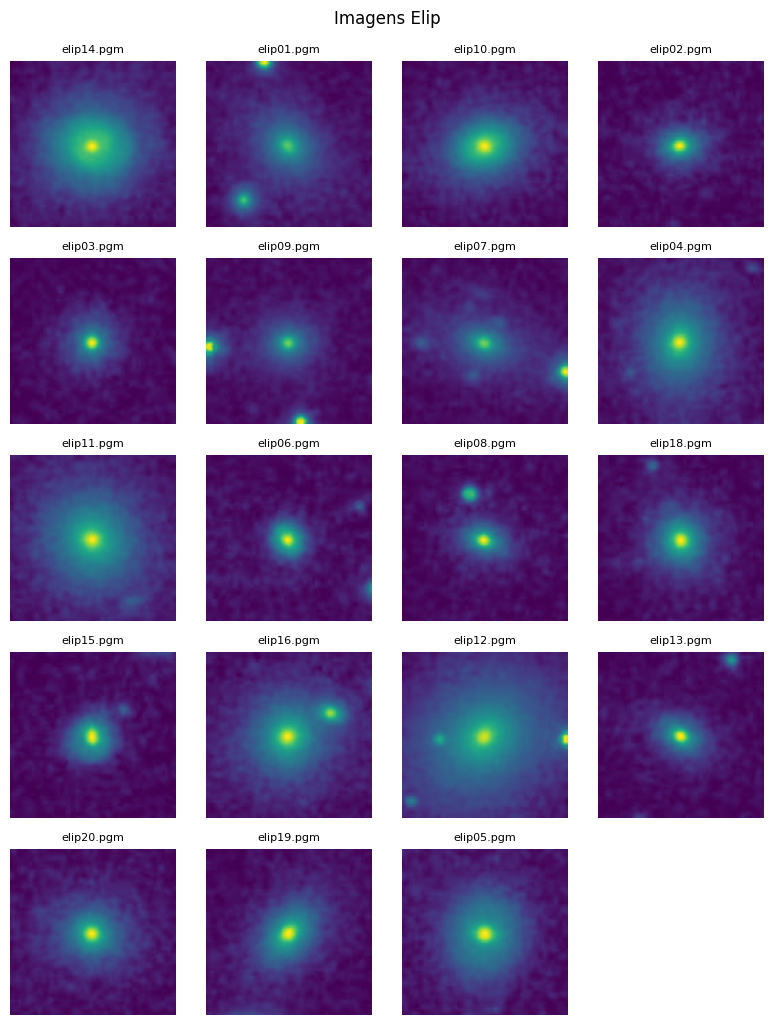 Imagens Elip
elip14.pgm elip01.pgm elip10.pgm elip02.pgm
elip03.pgm elip09.pgm elip07.pgm elip04.pgm
elip11.pgm elip06.pgm elip08.pgm elip18.pgm
elip15.pgm elip16.pgm elip12.pgm elip13.pgm
elip20.pgm elip19.pgm elip05.pgm